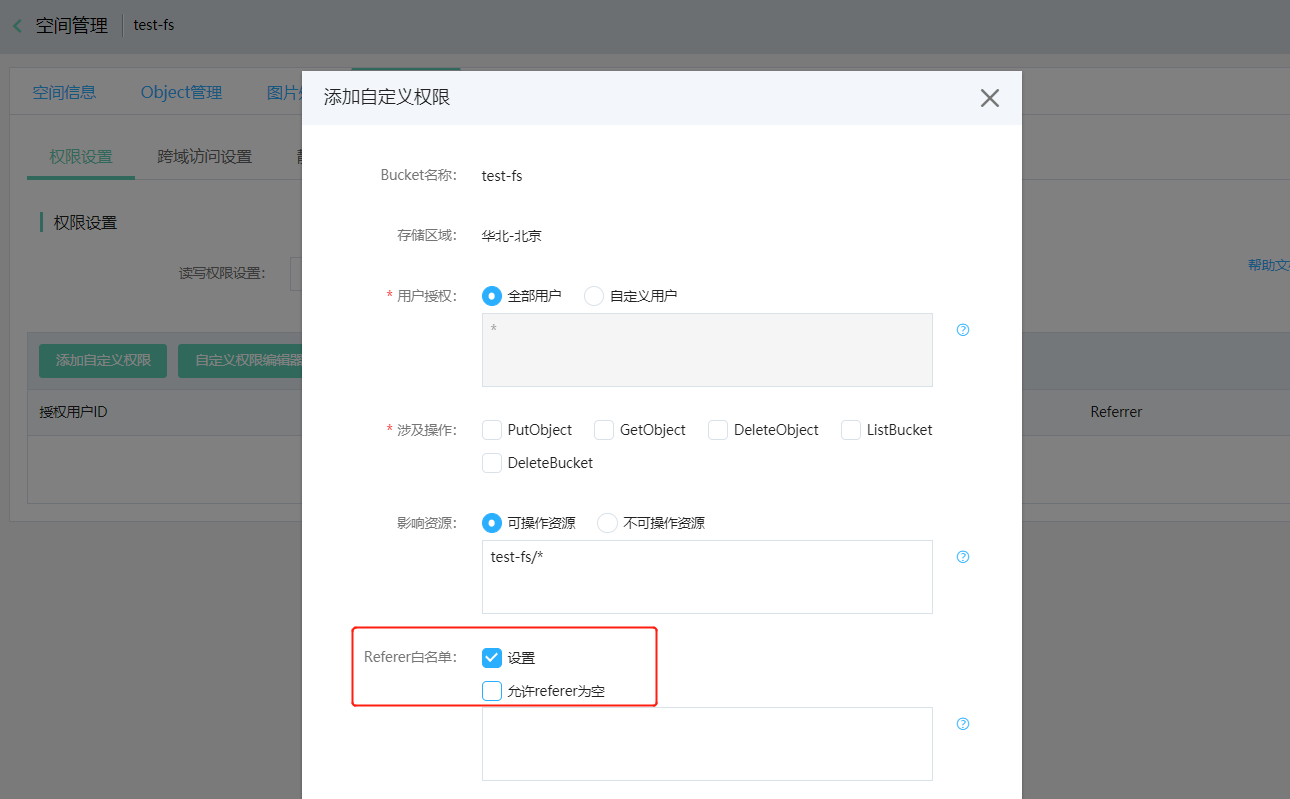 空间管理 test-fs
空间信息 Object管理 图片
添加自定义权限
权限设置 跨域访问设置
Bucket名称： test-fs
权限设置
存储区域： 华北-北京
读写权限设置：
帮助文
* 用户授权： 全部用户 自定义用户
*
添加自定义权限 自定义权限编辑器
授权用户ID Referrer
* 涉及操作： PutObject GetObject DeleteObject ListBucket
DeleteBucket
影响资源： 可操作资源 不可操作资源
test-fs/*
Referer白名单： 设置
允许referer为空